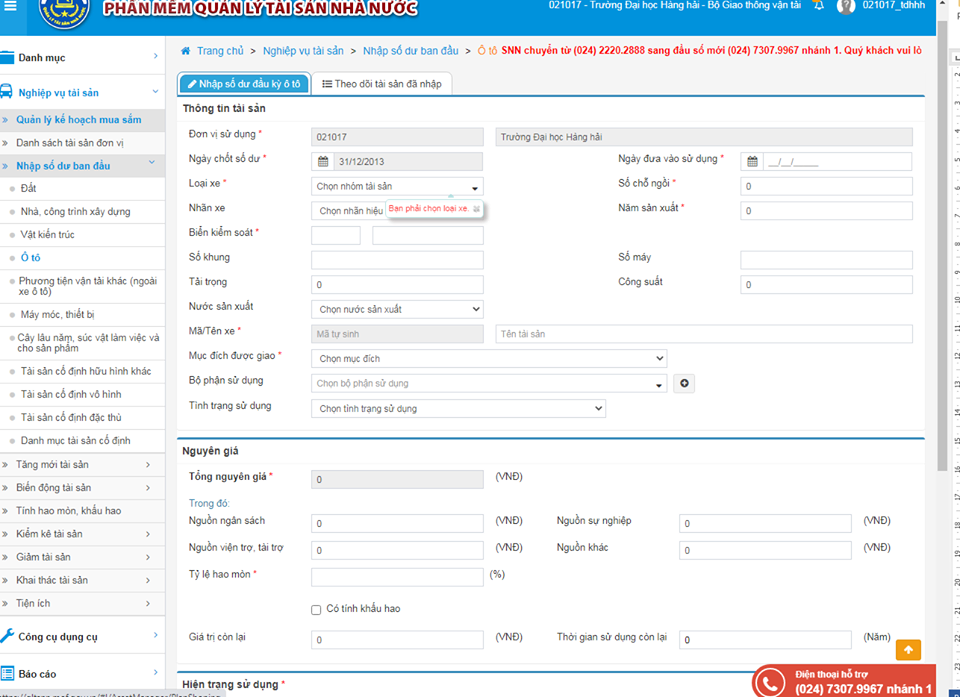 PHẦN MỀM QUẢN LÝ TÀI SẢN NHÀ NƯỚC
021017 - Trường Đại học Hàng hải - Bộ Giao thông vận tải
021017_tdhhh
Danh mục
Nghiệp vụ tài sản
Quản lý kế hoạch mua sắm
Danh sách tài sản đơn vị
Nhập số dư ban đầu
Đất
Nhà, công trình xây dựng
Vật kiến trúc
Ô tô
Phương tiện vận tải khác (ngoài
xe ô tô)
Máy móc, thiết bị
Cây lâu năm, súc vật làm việc và
cho sản phẩm
Tài sản cố định hữu hình khác
Tài sản cố định vô hình
Tài sản cố định đặc thù
Danh mục tài sản cố định
Tăng mới tài sản
Biến động tài sản
Tính hao mòn, khấu hao
Kiểm kê tài sản
Giảm tài sản
Khai thác tài sản
Tiện ích
Công cụ dụng cụ
Báo cáo
Trang chủ > Nghiệp vụ tài sản > Nhập số dư ban đầu > Ô tô SNN chuyển từ (024) 2220.2888 sang đầu số mới (024) 7307.9967 nhánh 1. Quý khách vui lò
Nhập số dư đầu kỳ ô tô Theo dõi tài sản đã nhập
Thông tin tài sản
Đơn vị sử dụng * 021017 Trường Đại học Hàng hải
Ngày chốt số dư * 31/12/2013 Ngày đưa vào sử dụng * __/__/____
Loại xe * Chọn nhóm tài sản Số chỗ ngồi * 0
Nhãn xe Chọn nhãn hiệu Bạn phải chọn loại xe. Năm sản xuất * 0
Biển kiểm soát *
Số khung Số máy
Tải trọng 0 Công suất 0
Nước sản xuất Chọn nước sản xuất
Mã/Tên xe * Mã tự sinh Tên tài sản
Mục đích được giao * Chọn mục đích
Bộ phận sử dụng Chọn bộ phận sử dụng
Tình trạng sử dụng Chọn tình trạng sử dụng
Nguyên giá
Tổng nguyên giá * 0 (VNĐ)
Trong đó:
Nguồn ngân sách 0 (VNĐ) Nguồn sự nghiệp 0 (VNĐ)
Nguồn viện trợ, tài trợ 0 (VNĐ) Nguồn khác 0 (VNĐ)
Tỷ lệ hao mòn * (%)
Có tính khấu hao
Giá trị còn lại 0 (VNĐ) Thời gian sử dụng còn lại 0 (Năm)
Hiện trạng sử dụng *
Điện thoại hỗ trợ
(024) 7307.9967 nhánh 1